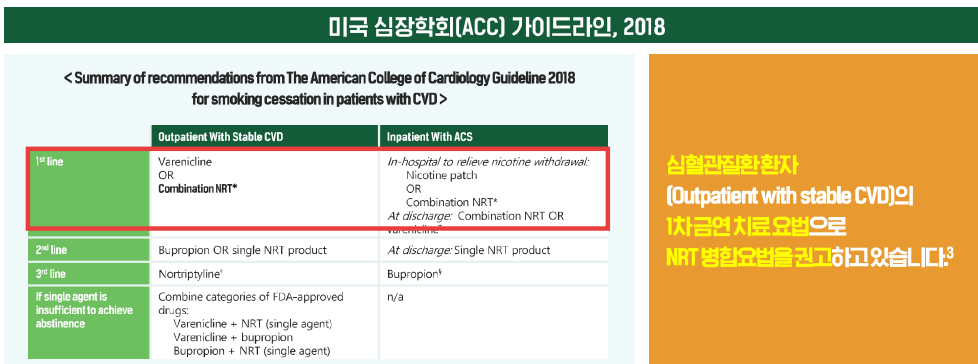 미국 심장학회(ACC) 가이드라인, 2018
< Summary of recommendations from The American College of Cardiology Guideline 2018
for smoking cessation in patients with CVD >
Outpatient With Stable CVD
Inpatient With ACS
1st line
Varenicline
OR
Combination NRT*
In-hospital to relieve nicotine withdrawal:
Nicotine patch
OR
Combination NRT*
At discharge: Combination NRT OR
varenicline
2nd line
Bupropion OR single NRT product
At discharge: Single NRT product
3rd line
Nortriptyline†
Bupropion§
If single agent is
insufficient to achieve
abstinence
Combine categories of FDA-approved
drugs:
Varenicline + NRT (single agent)
Varenicline + bupropion
Bupropion + NRT (single agent)
n/a
심혈관질환 환자
(Outpatient with stable CVD)의
1차 금연 치료 요법으로
NRT 병합요법을 권고하고 있습니다.3